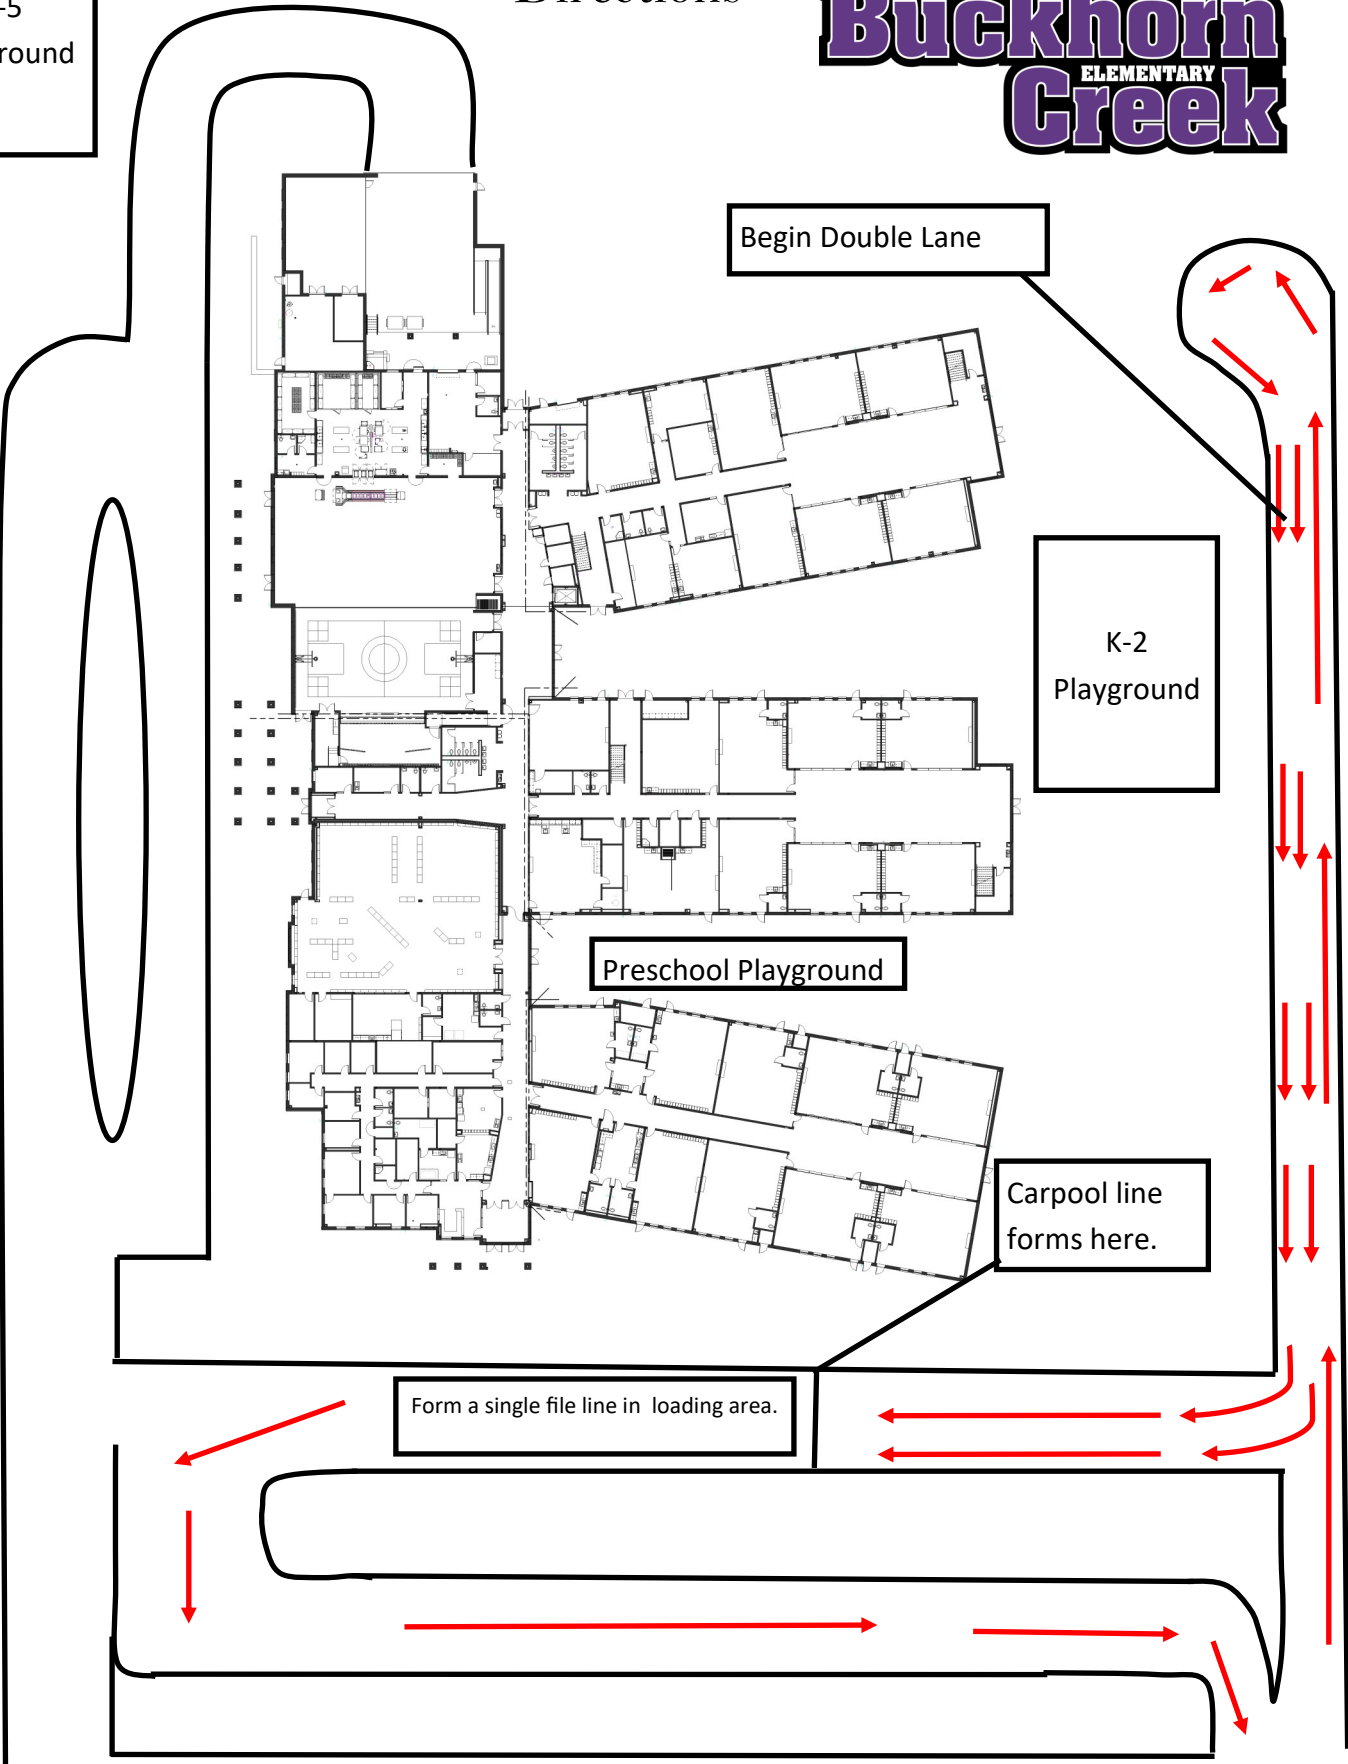 -5
round
Directions
Buckhorn
ELEMENTARY
Creek
Begin Double Lane
K-2
Playground
Preschool Playground
Carpool line
forms here.
Form a single file line in loading area.